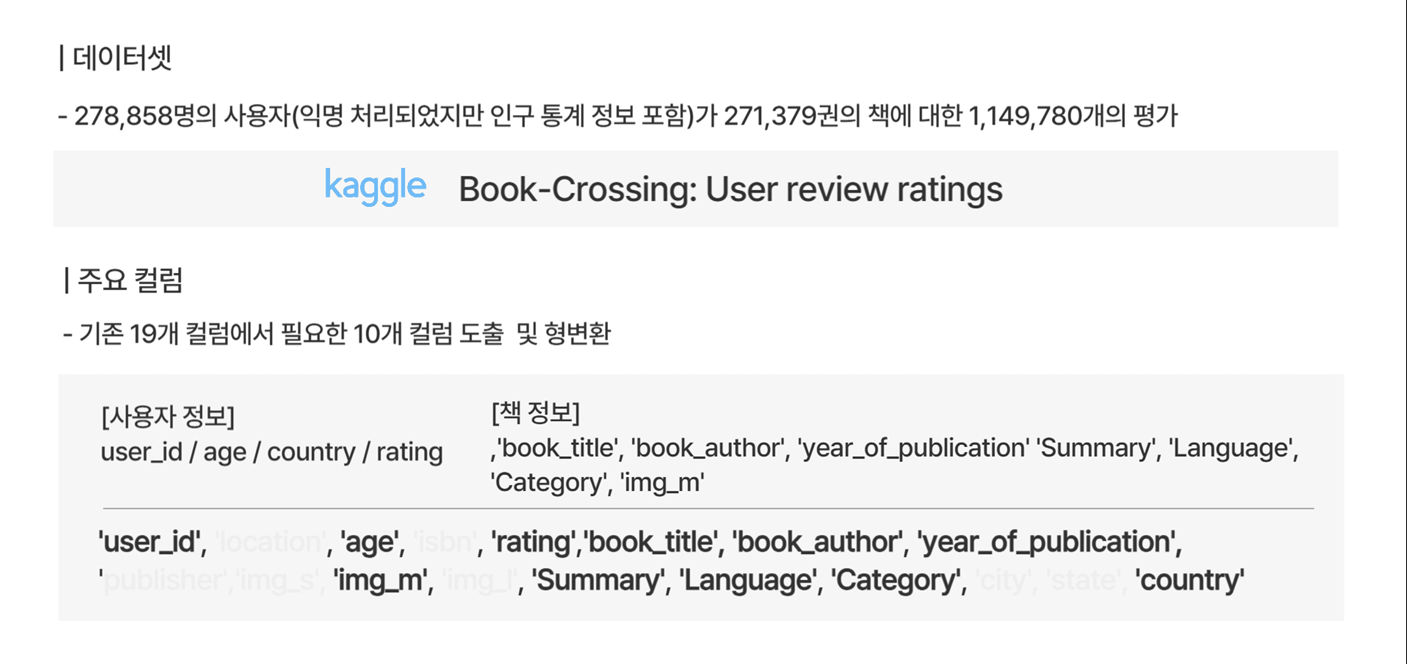 | 데이터셋
- 278,858명의 사용자(익명 처리되었지만 인구 통계 정보 포함)가 271,379권의 책에 대한 1,149,780개의 평가
kaggle Book-Crossing: User review ratings
| 주요 컬럼
- 기존 19개 컬럼에서 필요한 10개 컬럼 도출 및 형변환
[사용자 정보]
user_id / age / country / rating
[책 정보]
,'book_title', 'book_author', 'year_of_publication' 'Summary', 'Language',
'Category', 'img_m'
'user_id', 'location', 'age', 'isbn', 'rating','book_title', 'book_author', 'year_of_publication',
'publisher','img_s', 'img_m', 'img_l', 'Summary', 'Language', 'Category', 'city', 'state', 'country'